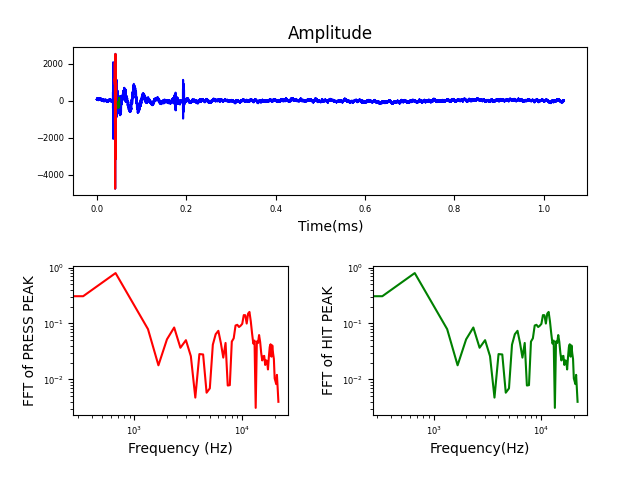 Amplitude
2000
0
−2000
−4000
0.0 0.2 0.4 0.6 0.8 1.0
Time(ms)
FFT of PRESS PEAK
10⁰
10⁻¹
10⁻²
10³ 10⁴
Frequency (Hz)
FFT of HIT PEAK
10⁰
10⁻¹
10⁻²
10³ 10⁴
Frequency(Hz)